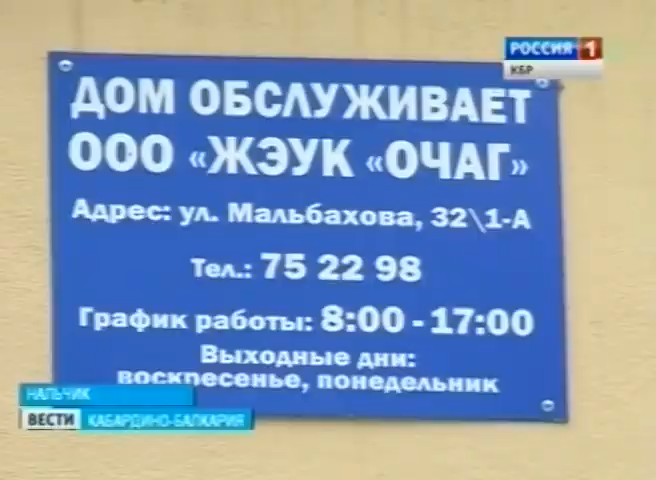 РОССИЯ 1
КБР
ДОМ ОБСЛУЖИВАЕТ
ООО «ЖЭУК «ОЧАГ»
Адрес: ул. Мальбахова, 32\1-А
Тел.: 75 22 98
График работы: 8:00 - 17:00
Выходные дни:
воскресенье, понедельник
НАЛЬЧИК
ВЕСТИ КАБАРДИНО-БАЛКАРИЯ